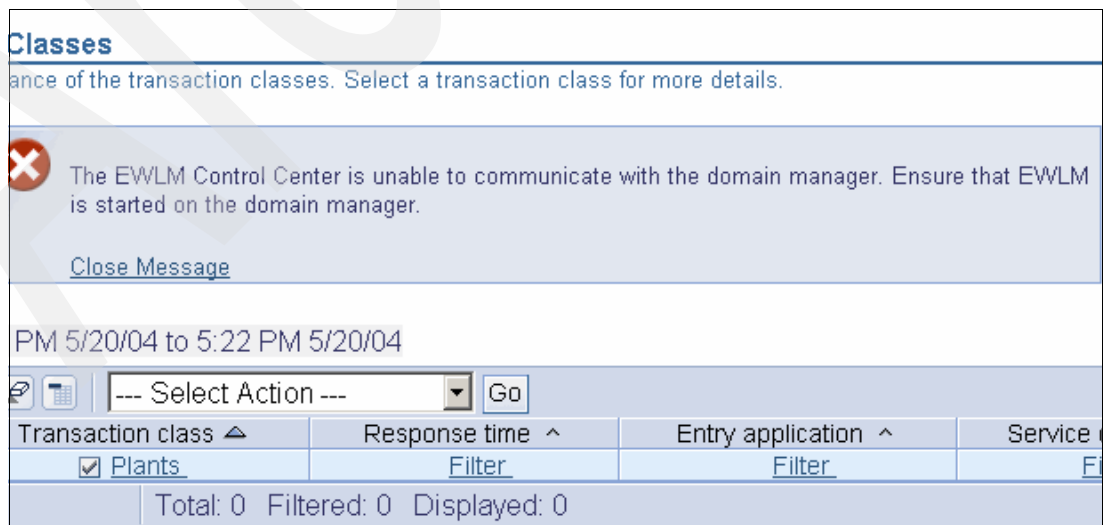 Classes
ance of the transaction classes. Select a transaction class for more details.
The EWLM Control Center is unable to communicate with the domain manager. Ensure that EWLM
is started on the domain manager.
Close Message
PM 5/20/04 to 5:22 PM 5/20/04
--- Select Action --- Go
Transaction class Response time ^ Entry application ^ Service
Plants Filter Filter Fi
Total: 0 Filtered: 0 Displayed: 0